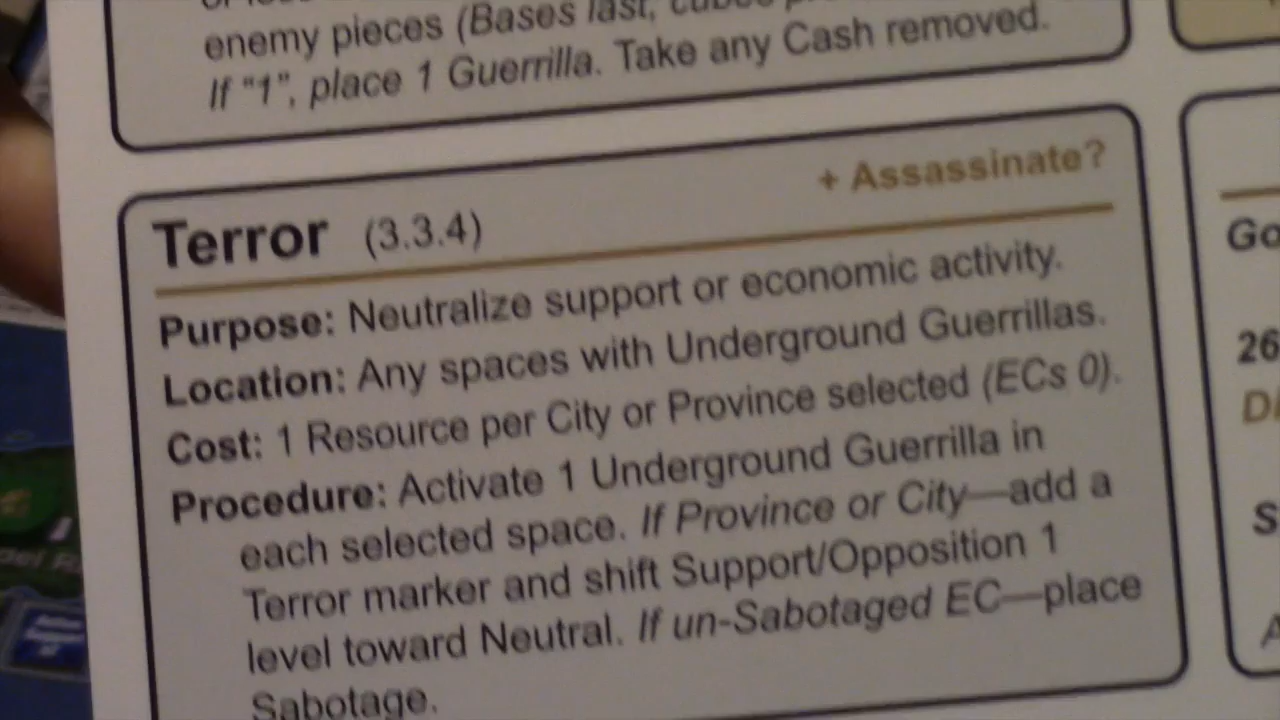 enemy pieces (Bases last, cubes
If "1", place 1 Guerrilla. Take any Cash removed.
+ Assassinate?
Terror (3.3.4)
Purpose: Neutralize support or economic activity.
Location: Any spaces with Underground Guerrillas.
Cost: 1 Resource per City or Province selected (ECs 0).
Procedure: Activate 1 Underground Guerrilla in
each selected space. If Province or City—add a
Terror marker and shift Support/Opposition 1
level toward Neutral. If un-Sabotaged EC—place
Sabotage.
Go
26
S